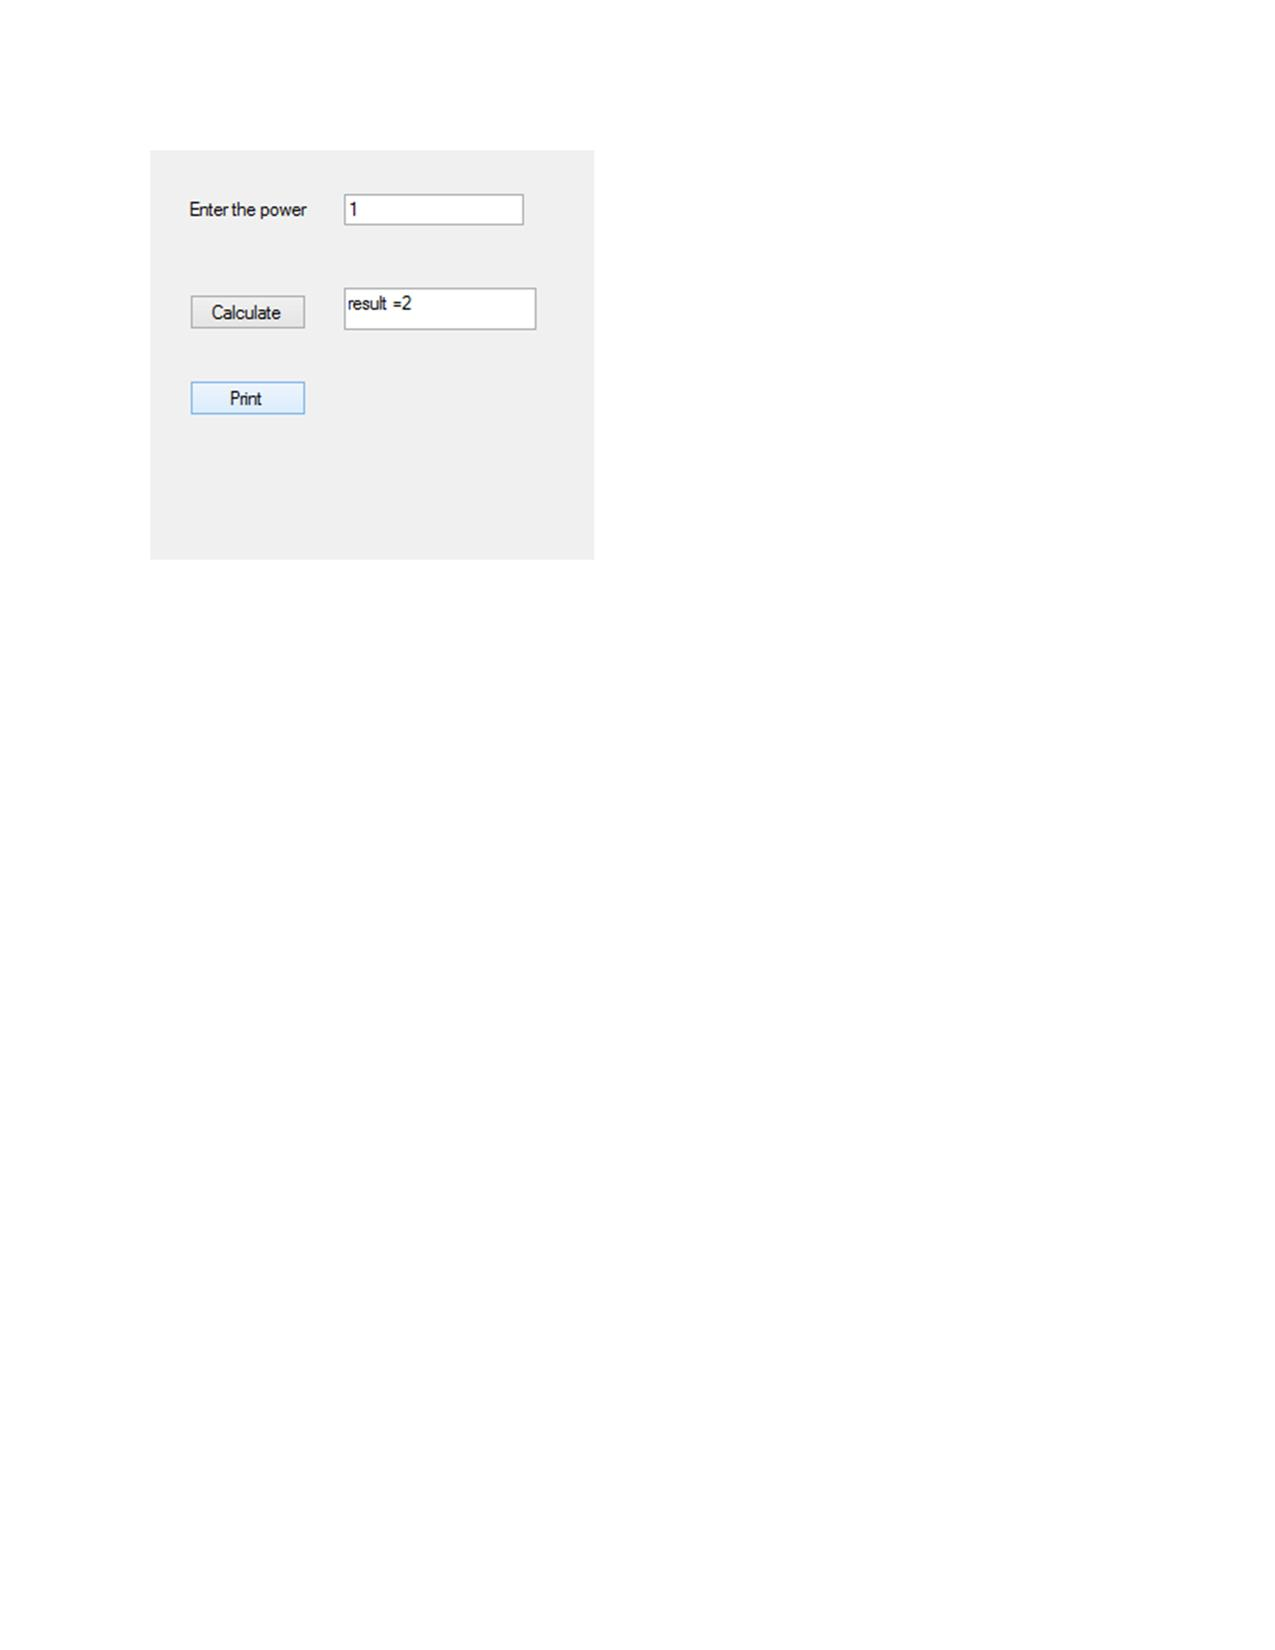 Enter the power 1
Calculate result =2
Print